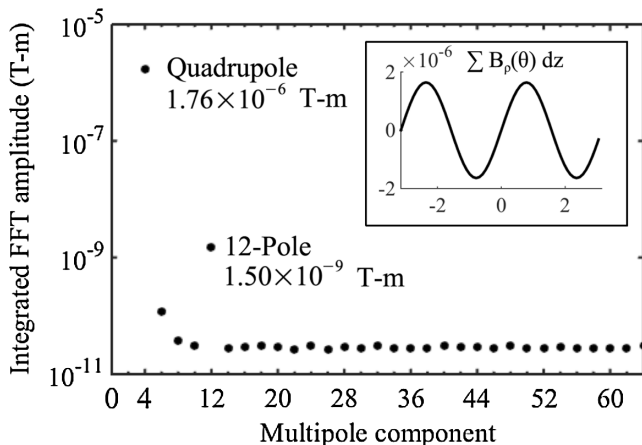 10⁻⁵
10⁻⁷
10⁻⁹
10⁻¹¹
Integrated FFT amplitude (T-m)
Quadrupole
1.76×10⁻⁶ T-m
12-Pole
1.50×10⁻⁹ T-m
×10⁻⁶ ∑ Bρ(θ) dz
2
0
-2
-2 0 2
0 4 12 20 28 36 44 52 60
Multipole component